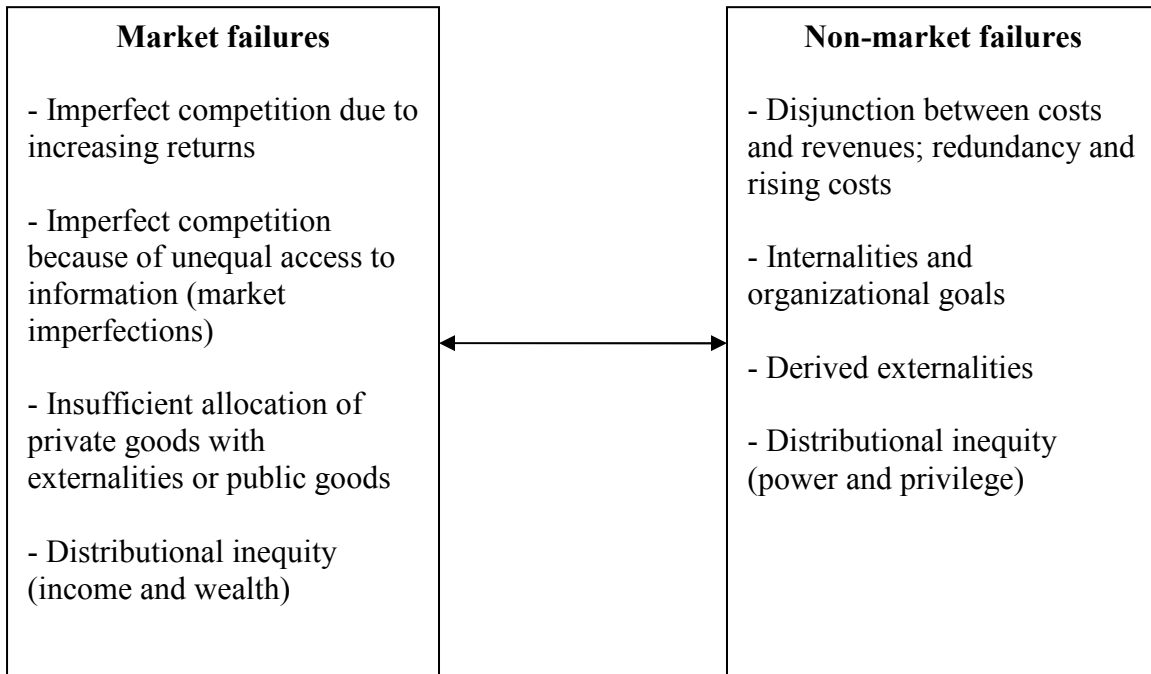 Market failures
- Imperfect competition due to
increasing returns
- Imperfect competition
because of unequal access to
information (market
imperfections)
- Insufficient allocation of
private goods with
externalities or public goods
- Distributional inequity
(income and wealth)
Non-market failures
- Disjunction between costs
and revenues; redundancy and
rising costs
- Internalities and
organizational goals
- Derived externalities
- Distributional inequity
(power and privilege)